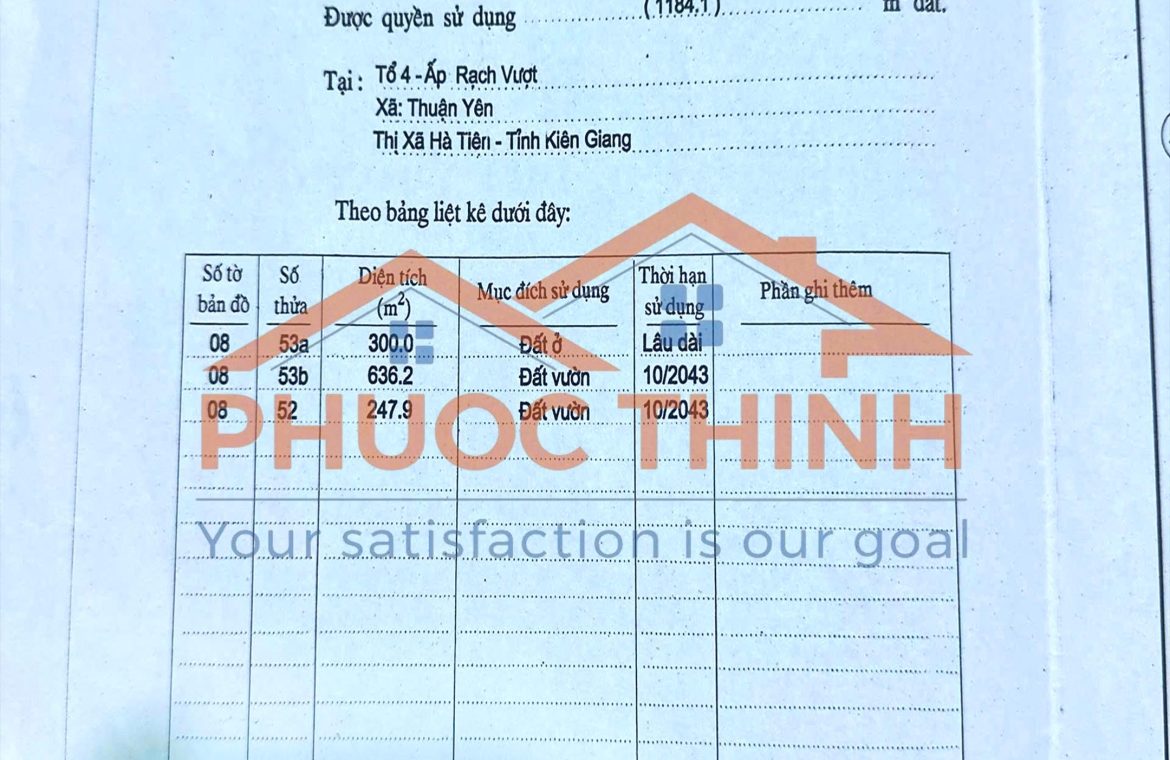 Được quyền sử dụng (1184.1) m² đất.
Tại: Tổ 4 - Ấp Rạch Vượt
Xã: Thuận Yên
Thị Xã Hà Tiên - Tỉnh Kiên Giang
Theo bảng liệt kê dưới đây:
Số tờ bản đồ Số thửa Diện tích (m²) Mục đích sử dụng Thời hạn sử dụng Phần ghi thêm
08 53a 300.0 Đất ở Lâu dài
08 53b 636.2 Đất vườn 10/2043
08 52 247.9 Đất vườn 10/2043
PHUOC THINH
Your satisfaction is our goal